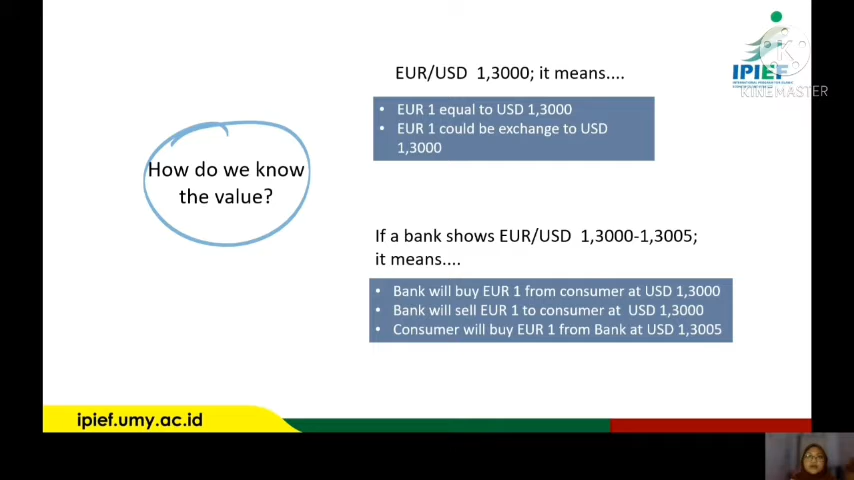 EUR/USD 1,3000; it means....
IPIEF
KINEMASTER
• EUR 1 equal to USD 1,3000
• EUR 1 could be exchange to USD
1,3000
How do we know
the value?
If a bank shows EUR/USD 1,3000-1,3005;
it means....
• Bank will buy EUR 1 from consumer at USD 1,3000
• Bank will sell EUR 1 to consumer at USD 1,3000
• Consumer will buy EUR 1 from Bank at USD 1,3005
ipief.umy.ac.id